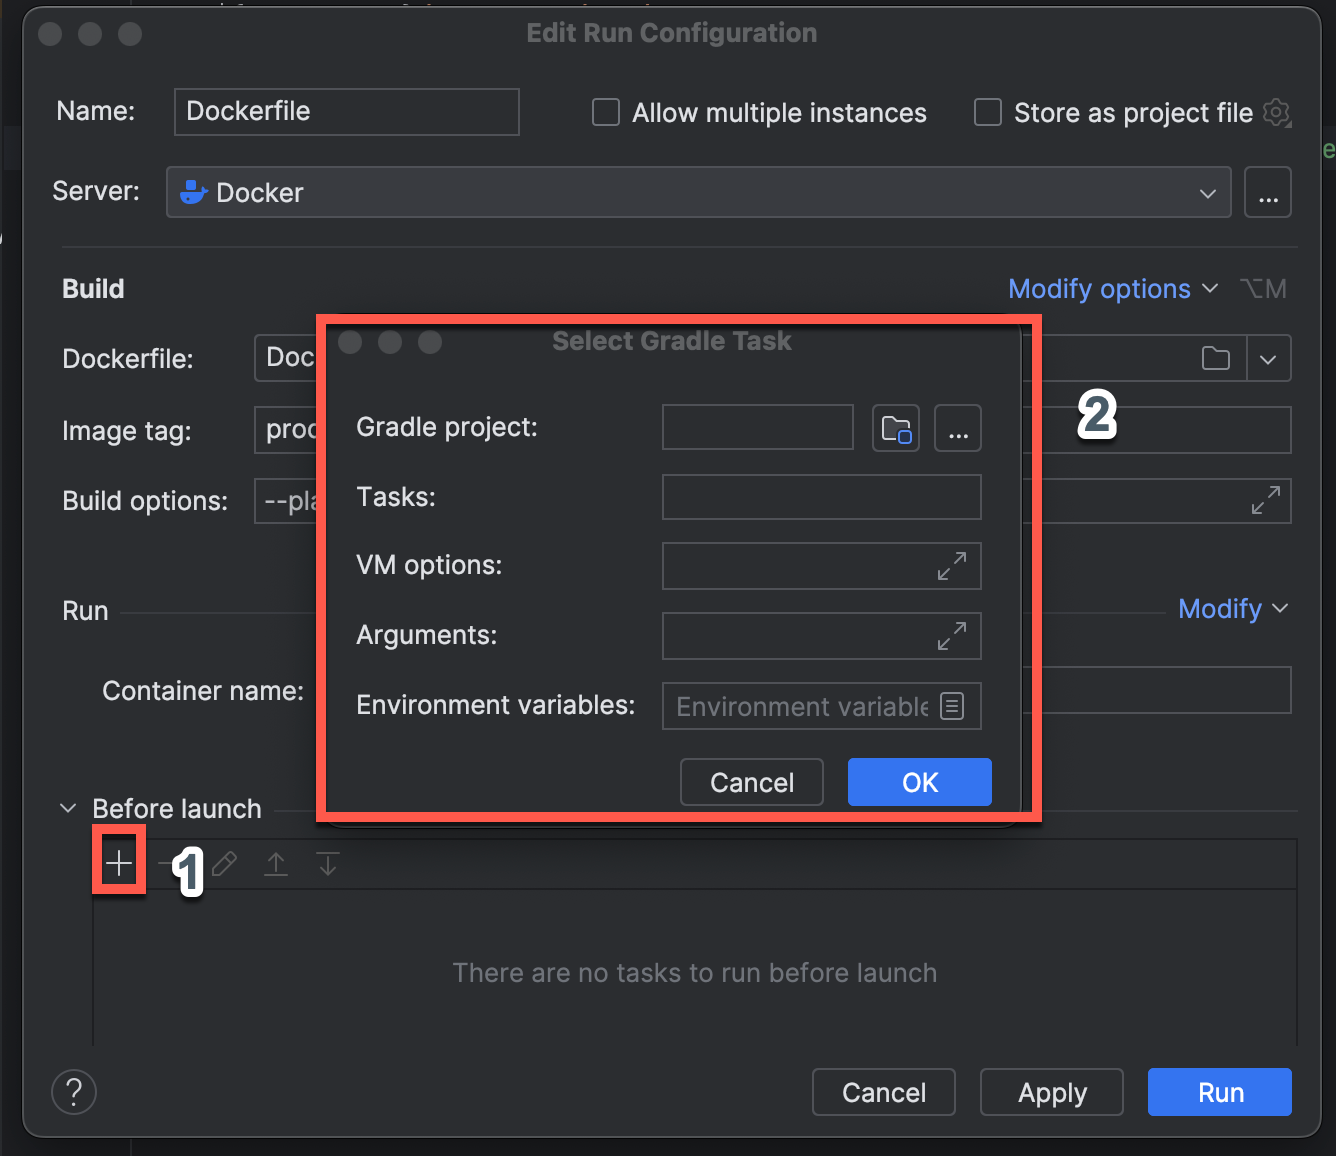 Edit Run Configuration
Name: Dockerfile Allow multiple instances Store as project file
Server: Docker ...
Build Modify options ⌥M
Dockerfile: Doc
Image tag: prod
Build options: --pla
Select Gradle Task
Gradle project: ...
Tasks:
VM options:
Arguments:
Environment variables: Environment variable
Cancel OK
2
Run Modify
Container name:
Before launch
1
There are no tasks to run before launch
? Cancel Apply Run
e